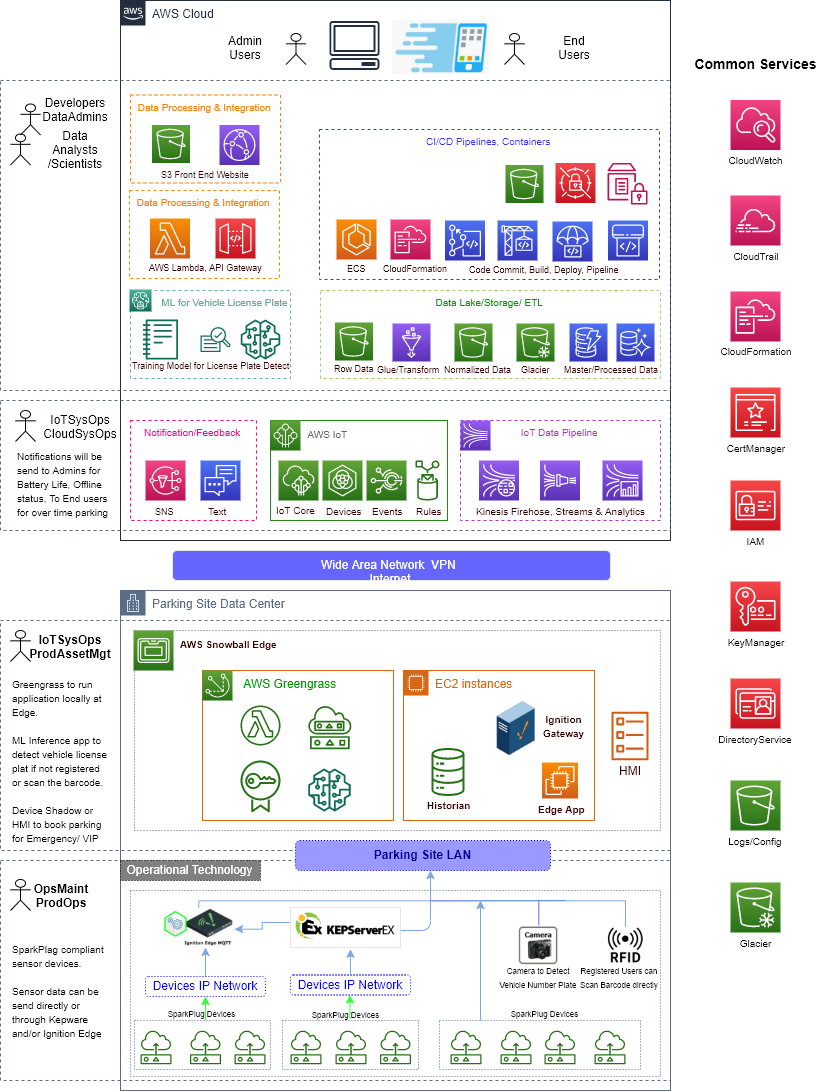 aws
AWS Cloud
Admin
Users
End
Users
Common Services
Developers
DataAdmins
Data
Analysts
/Scientists
Data Processing & Integration
S3 Front End Website
Data Processing & Integration
AWS Lambda, API Gateway
CI/CD Pipelines, Containers
ECS
CloudFormation
Code Commit, Build, Deploy, Pipeline
ML for Vehicle License Plate
Training Model for License Plate Detect
Data Lake/Storage/ ETL
Row Data
Glue/Transform
Normalized Data
Glacier
Master/Processed Data
IoTSysOps
CloudSysOps
Notifications will be
send to Admins for
Battery Life, Offline
status, To End users
for over time parking
Notification/Feedback
SNS
Text
AWS IoT
IoT Core
Devices
Events
Rules
IoT Data Pipeline
Kinesis Firehose, Streams & Analytics
Wide Area Network VPN
Internet
Parking Site Data Center
IoTSysOps
ProdAssetMgt
Greengrass to run
application locally at
Edge.
ML Inference app to
detect vehicle license
plat if not registered
or scan the barcode.
Device Shadow or
HMI to book parking
for Emergency/ VIP
AWS Snowball Edge
AWS Greengrass
EC2 instances
Ignition
Gateway
Historian
Edge App
HMI
Parking Site LAN
Operational Technology
OpsMaint
ProdOps
SparkPlag compliant
sensor devices.
Sensor data can be
send directly or
through Kepware
and/or Ignition Edge
Ignition Edge MQTT
Ex KEPServerEX
Camera
Camera to Detect
Vehicle Number Plate
RFID
Registered Users can
Scan Barcode directly
Devices IP Network
Devices IP Network
SparkPlug Devices
SparkPlug Devices
SparkPlug Devices
CloudWatch
CloudTrail
CloudFormation
CertManager
IAM
KeyManager
DirectoryService
Logs/Config
Glacier